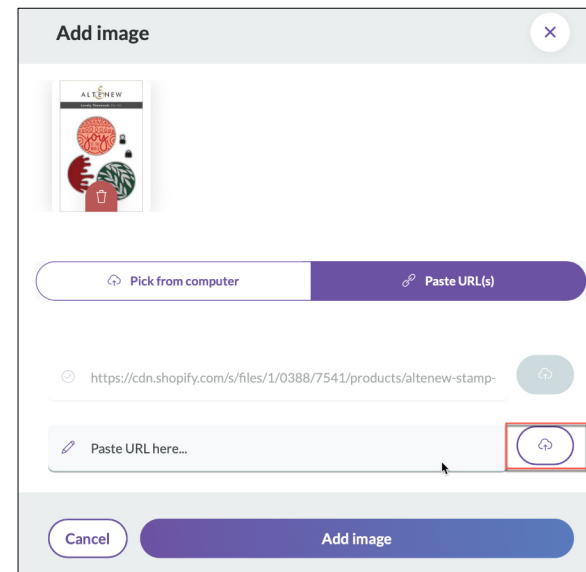 Add image
ALTENEW
joy
Pick from computer
Paste URL(s)
https://cdn.shopify.com/s/files/1/0388/7541/products/altenew-stamp-
Paste URL here...
Cancel
Add image